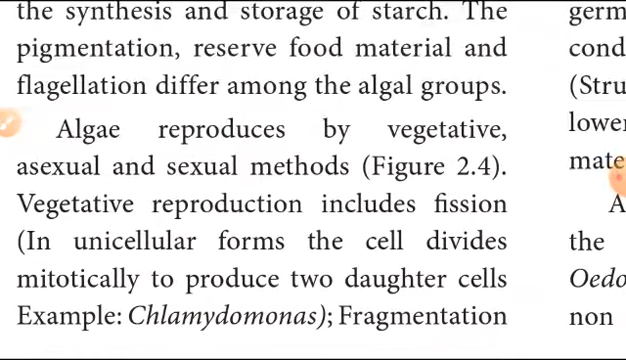 the synthesis and storage of starch. The
pigmentation, reserve food material and
flagellation differ among the algal groups.
Algae reproduces by vegetative,
asexual and sexual methods (Figure 2.4).
Vegetative reproduction includes fission
(In unicellular forms the cell divides
mitotically to produce two daughter cells
Example: Chlamydomonas); Fragmentation
germ
cond
(Stru
lower
mate
A
the
Oedo
non